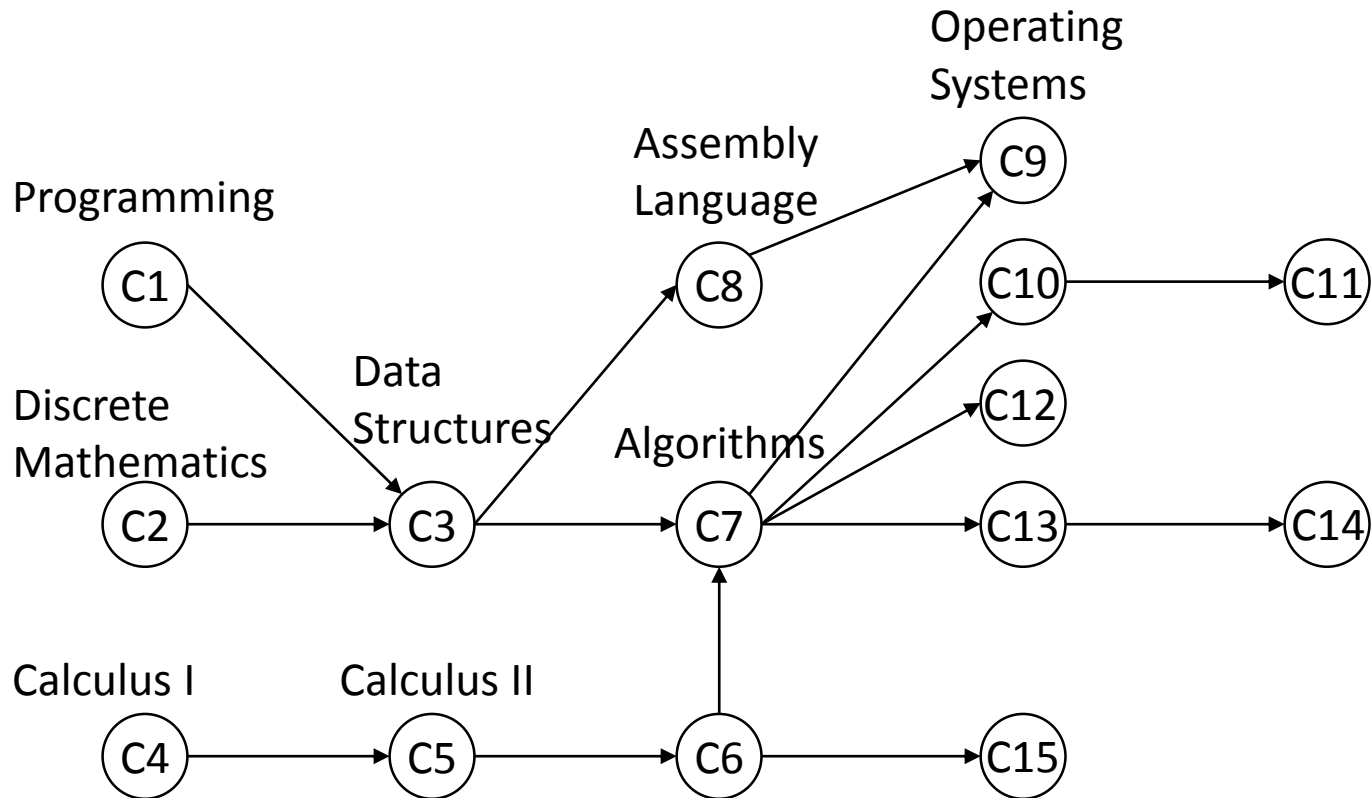 Operating
Systems
C9
Assembly
Language
Programming
C1
C8
C10
C11
Data
Structures
C12
Discrete
Mathematics
Algorithms
C2
C3
C7
C13
C14
Calculus I
Calculus II
C4
C5
C6
C15